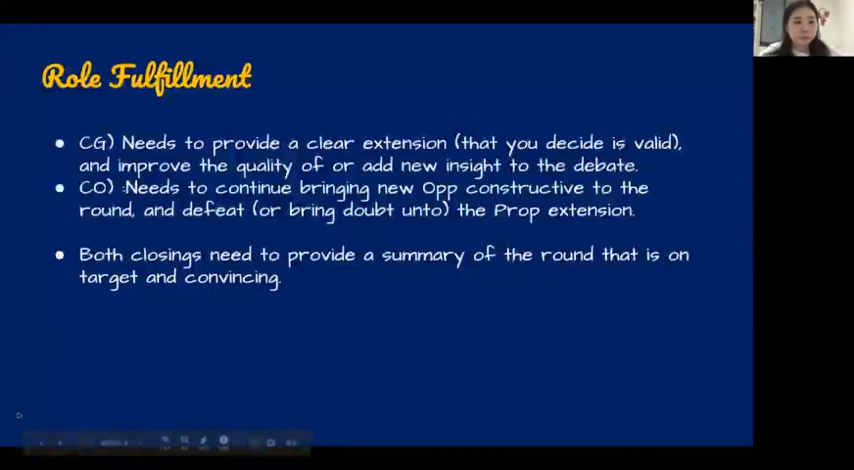 Role Fulfillment
● CG) Needs to provide a clear extension (that you decide is valid),
and improve the quality of or add new insight to the debate.
● CO) :Needs to continue bringing new Opp constructive to the
round, and defeat (or bring doubt unto) the Prop extension.
● Both closings need to provide a summary of the round that is on
target and convincing.